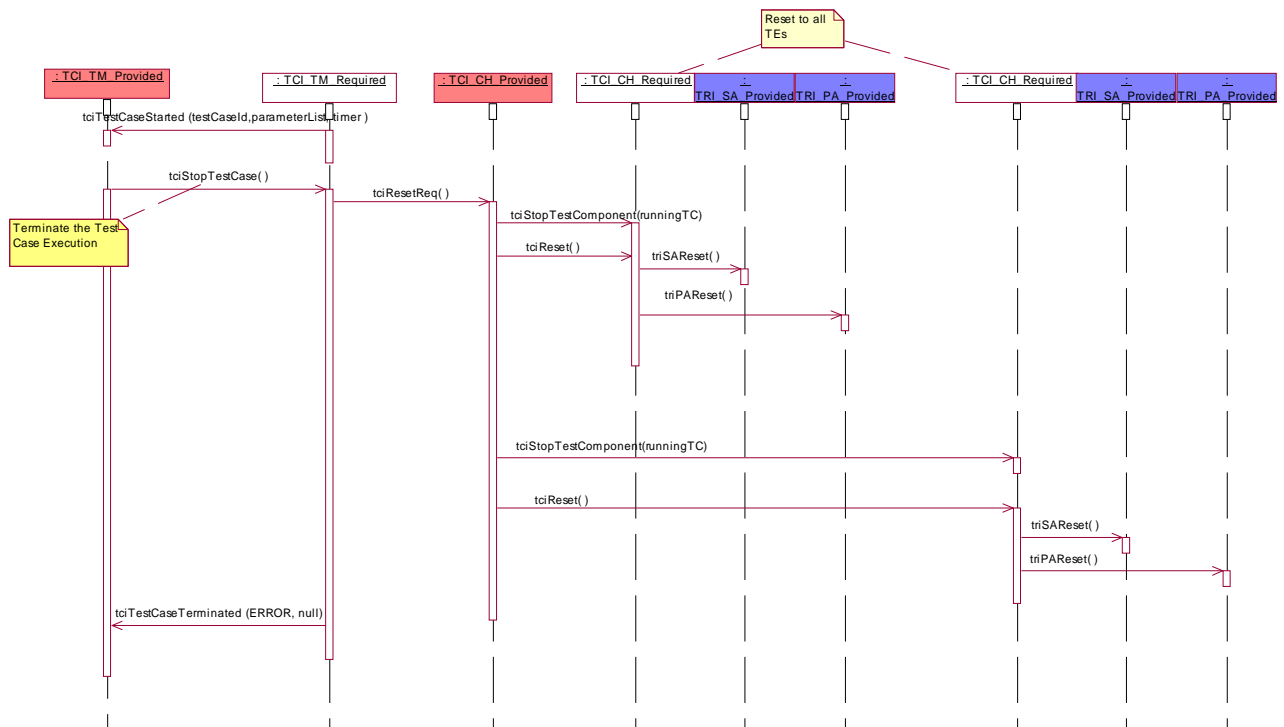 Reset to all
TEs
: TCI_TM_Provided
: TCI_TM_Required
: TCI_CH_Provided
: TCI_CH_Required
:
TRI_SA_Provided
:
TRI_PA_Provided
: TCI_CH_Required
:
TRI_SA_Provided
:
TRI_PA_Provided
tciTestCaseStarted (testCaseId,parameterList, timer )
tciStopTestCase( )
tciResetReq( )
tciStopTestComponent(runningTC)
Terminate the Test
Case Execution
tciReset( )
triSAReset( )
triPAReset( )
tciStopTestComponent(runningTC)
tciReset( )
triSAReset( )
triPAReset( )
tciTestCaseTerminated (ERROR, null)